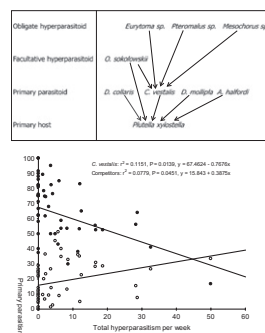 Obligate hyperparasitoid Eurytoma sp. Pteromalus sp. Mesochorus sp
Facultative hyperparasitoid O. sokolowskii
Primary parasitoid D. collaris C. vestalis D. mollipla A. halfordi
Primary host Plutella xylostella
C. vestalis: r² = 0.1151, P = 0.0139, y = 67.4624 - 0.7676x
Competitors: r² = 0.0779, P = 0.0451, y = 15.843 + 0.3875x
100
90
80
70
60
50
40
30
20
10
0
0 10 20 30 40 50 60
Primary parasiter
Total hyperparasitism per week